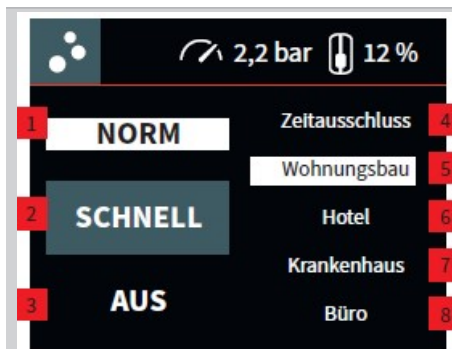 2,2 bar 12 %
1 NORM
2 SCHNELL
3 AUS
Zeitausschluss 4
Wohnungsbau 5
Hotel 6
Krankenhaus 7
Büro 8